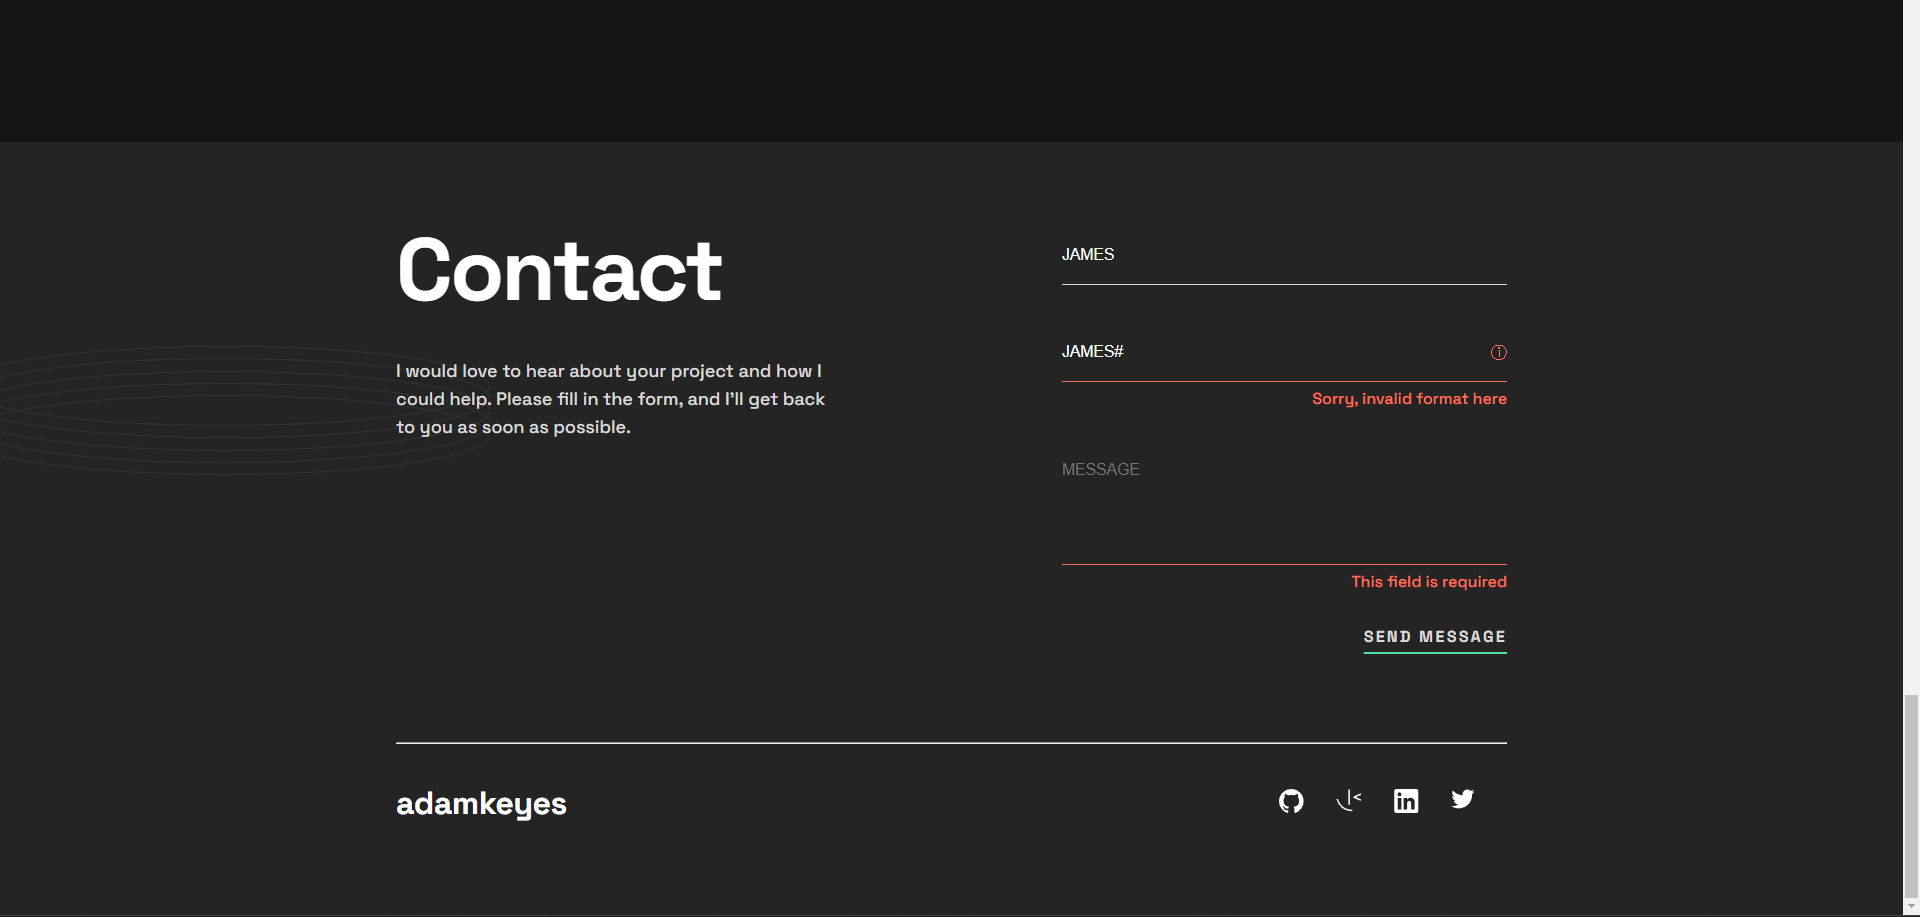 Contact
I would love to hear about your project and how I
could help. Please fill in the form, and I’ll get back
to you as soon as possible.
JAMES
JAMES#
Sorry, invalid format here
MESSAGE
This field is required
SEND MESSAGE
adamkeyes